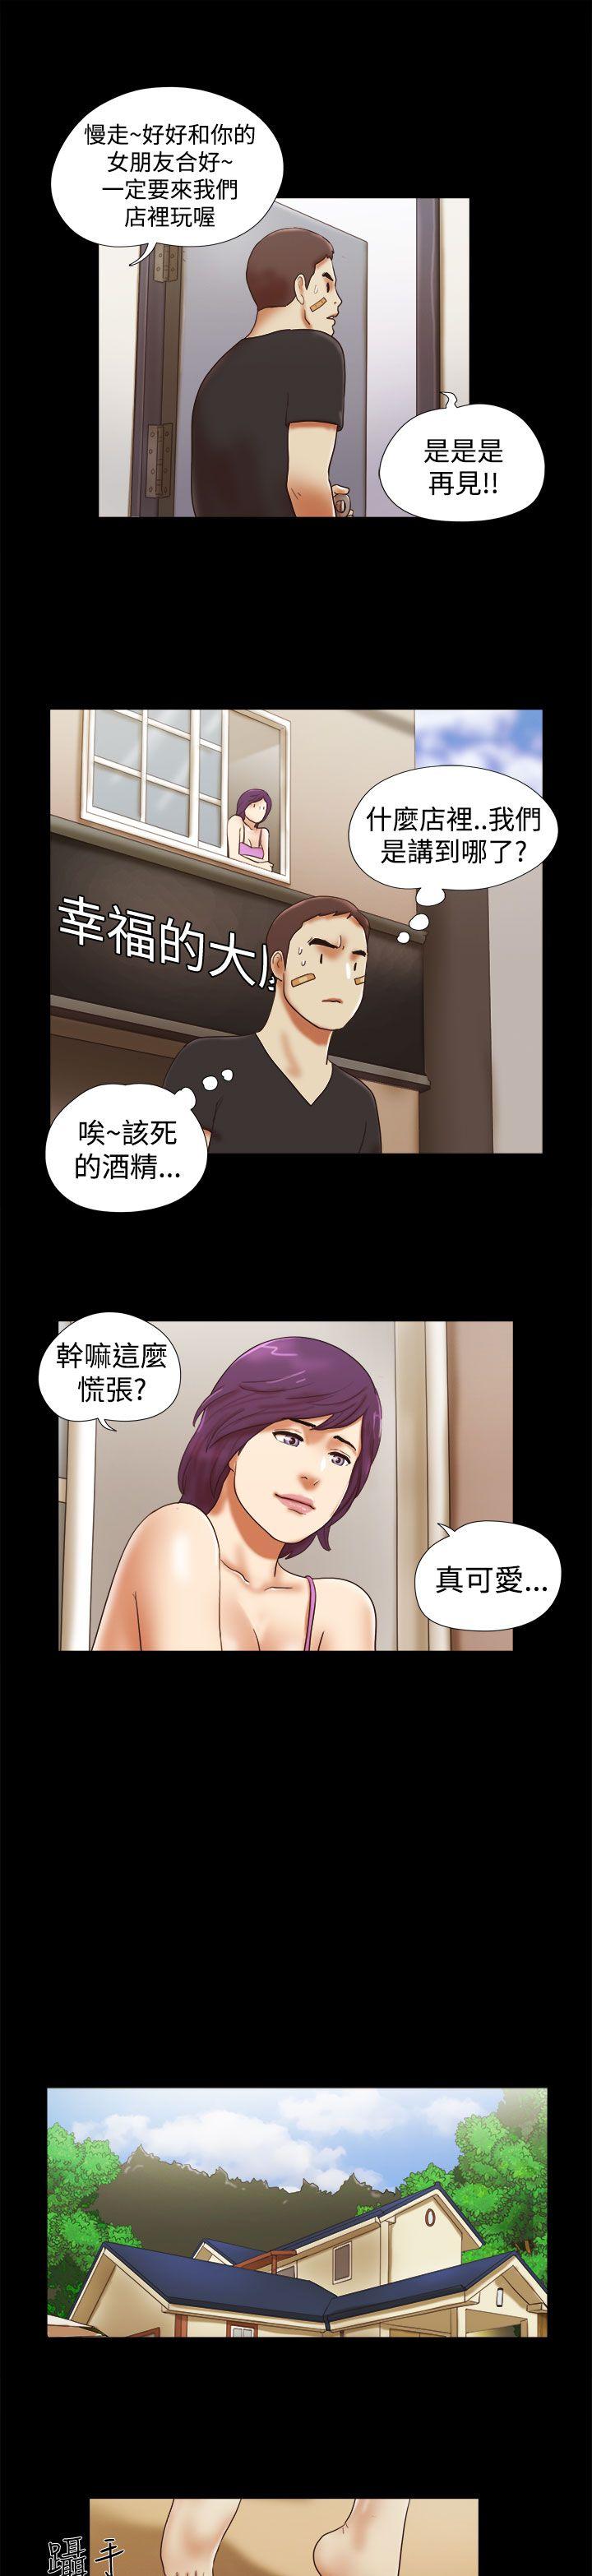 慢走~好好和你的
女朋友合好~
一定要來我們
店裡玩喔
是是是
再見!!
什麼店裡..我們
是講到哪了?
幸福的大
唉~該死
的酒精...
幹嘛這麼
慌張?
真可愛...
躡手